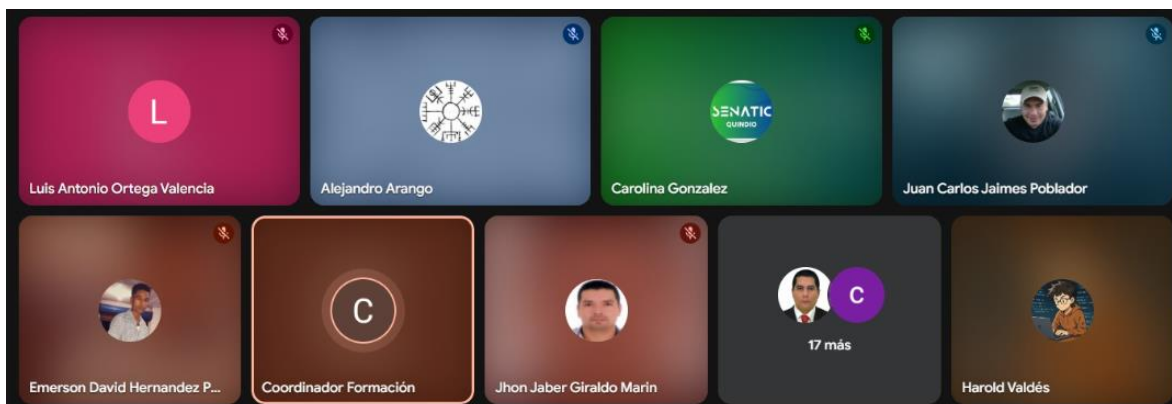 L
Luis Antonio Ortega Valencia
Alejandro Arango
SENATIC
QUINDIO
Carolina Gonzalez
Juan Carlos Jaimes Poblador
Emerson David Hernandez P...
C
Coordinador Formación
Jhon Jaber Giraldo Marin
C
17 más
Harold Valdés